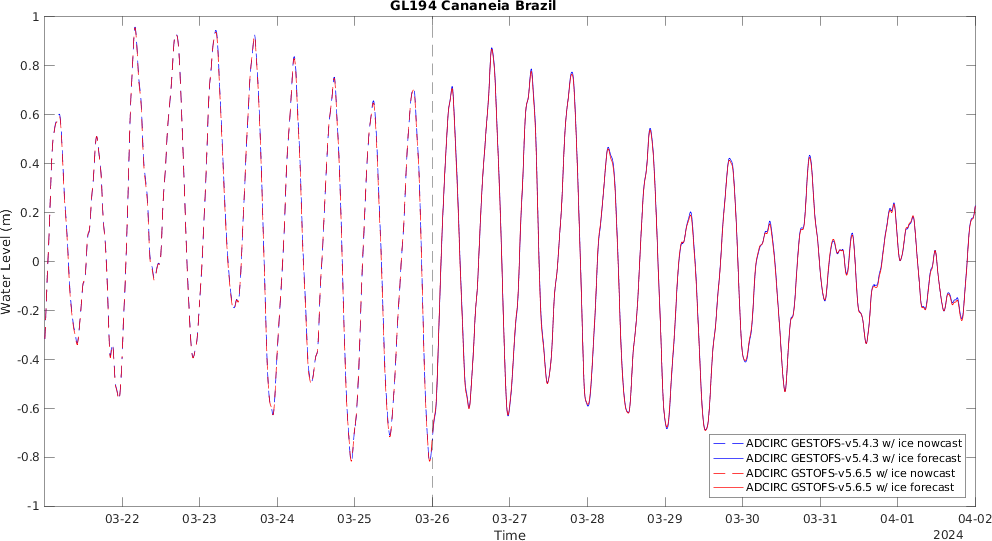 GL194 Cananeia Brazil
1
0.8
0.6
0.4
0.2
0
-0.2
-0.4
-0.6
-0.8
-1
Water Level (m)
ADCIRC GESTOFS-v5.4.3 w/ ice nowcast
ADCIRC GESTOFS-v5.4.3 w/ ice forecast
ADCIRC GSTOFS-v5.6.5 w/ ice nowcast
ADCIRC GSTOFS-v5.6.5 w/ ice forecast
03-22 03-23 03-24 03-25 03-26 03-27 03-28 03-29 03-30 03-31 04-01 04-02
Time
2024